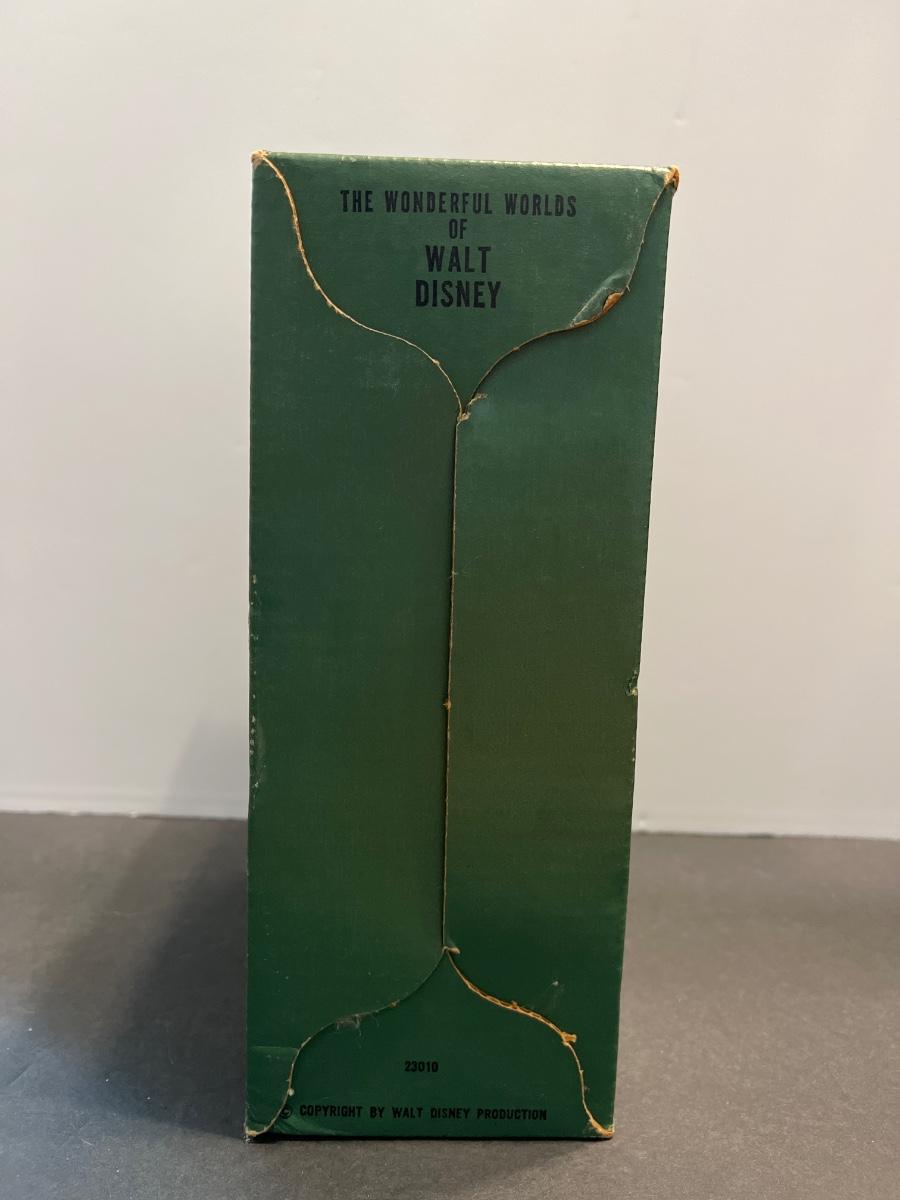 THE WONDERFUL WORLDS
OF
WALT
DISNEY
23010
© COPYRIGHT BY WALT DISNEY PRODUCTION